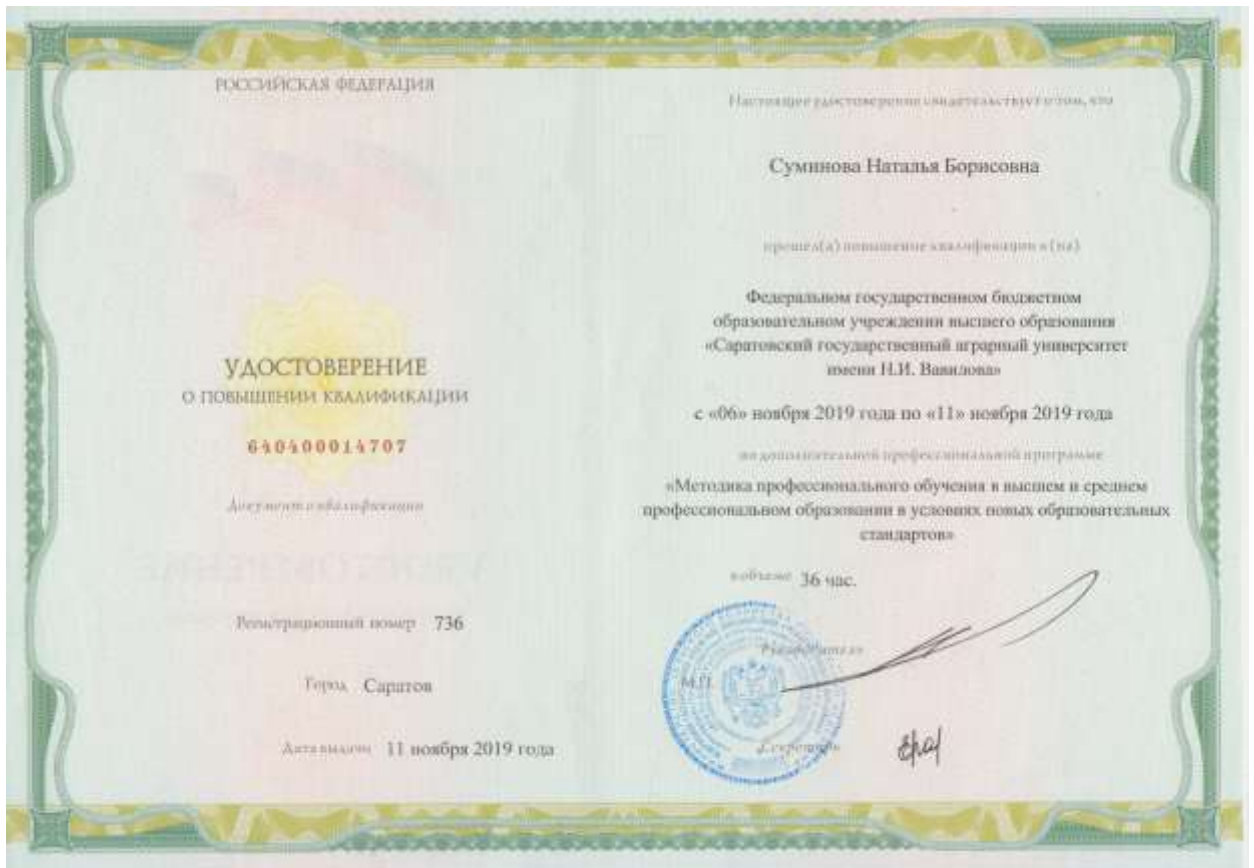 РОССИЙСКАЯ ФЕДЕРАЦИЯ
УДОСТОВЕРЕНИЕ
О ПОВЫШЕНИИ КВАЛИФИКАЦИИ
640400014707
Документ о квалификации
Регистрационный номер 736
Город Саратов
Дата выдачи 11 ноября 2019 года
Настоящее удостоверение свидетельствует о том, что
Суминова Наталья Борисовна
прошел(а) повышение квалификации в (на)
Федеральном государственном бюджетном
образовательном учреждении высшего образования
«Саратовский государственный аграрный университет
имени Н.И. Вавилова»
с «06» ноября 2019 года по «11» ноября 2019 года
по дополнительной профессиональной программе
«Методика профессионального обучения в высшем и среднем
профессиональном образовании в условиях новых образовательных
стандартов»
в объеме 36 час.
Руководитель
М.П.
Секретарь